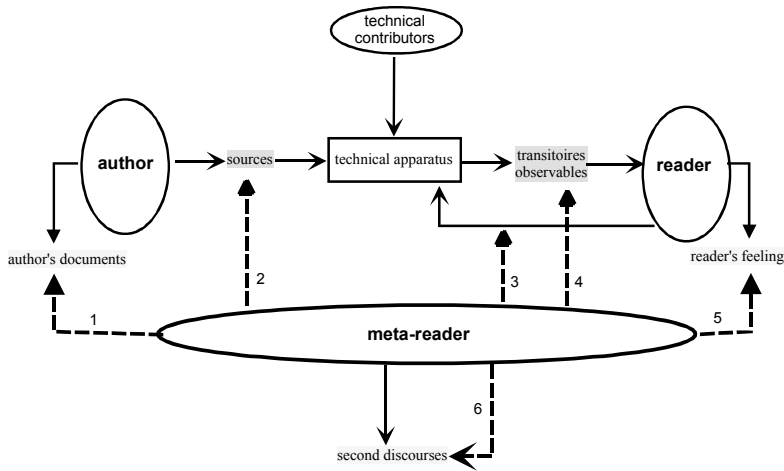 technical
contributors
author
sources
technical apparatus
transitoires
observables
reader
author's documents
reader's feeling
2
3
4
1
5
meta-reader
6
second discourses